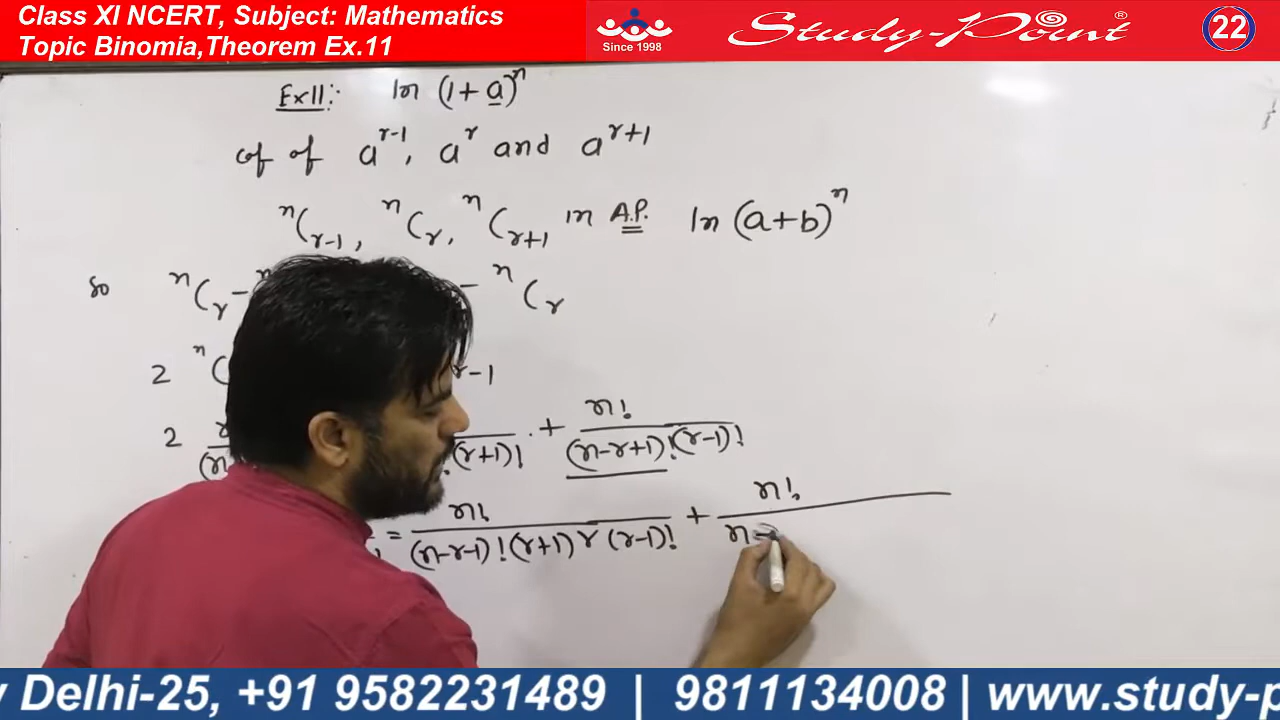 Class XI NCERT, Subject: Mathematics
Topic Binomia,Theorem Ex.11
Since 1998
Study-Point®
22
Ex11:- In (1+a)ⁿ
cof of a^(r-1), a^r and a^(r+1)
ⁿC_(r-1), ⁿC_r, ⁿC_(r+1) in A.P. In (a+b)ⁿ
so ⁿC_r - - ⁿC_r
2 ⁿC r-1
2 (r+1)! + n!/((n-r+1)!(r-1)!)
= n!/((n-r-1)!(r+1) r (r-1)!) + n!/(n-
Delhi-25, +91 9582231489 | 9811134008 | www.study-p